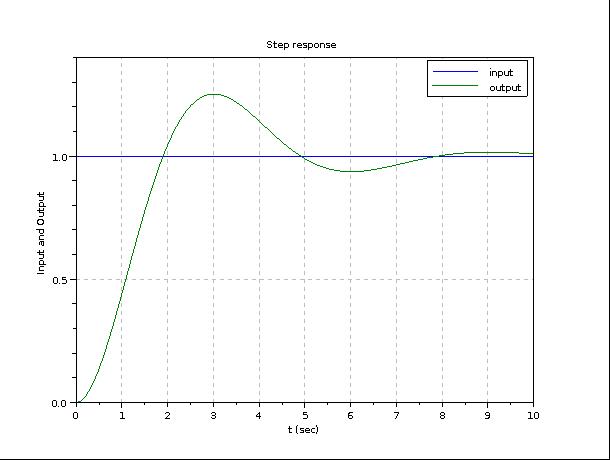 Step response
input
output
Input and Output
1.0
0.5
0.0
0 1 2 3 4 5 6 7 8 9 10
t (sec)